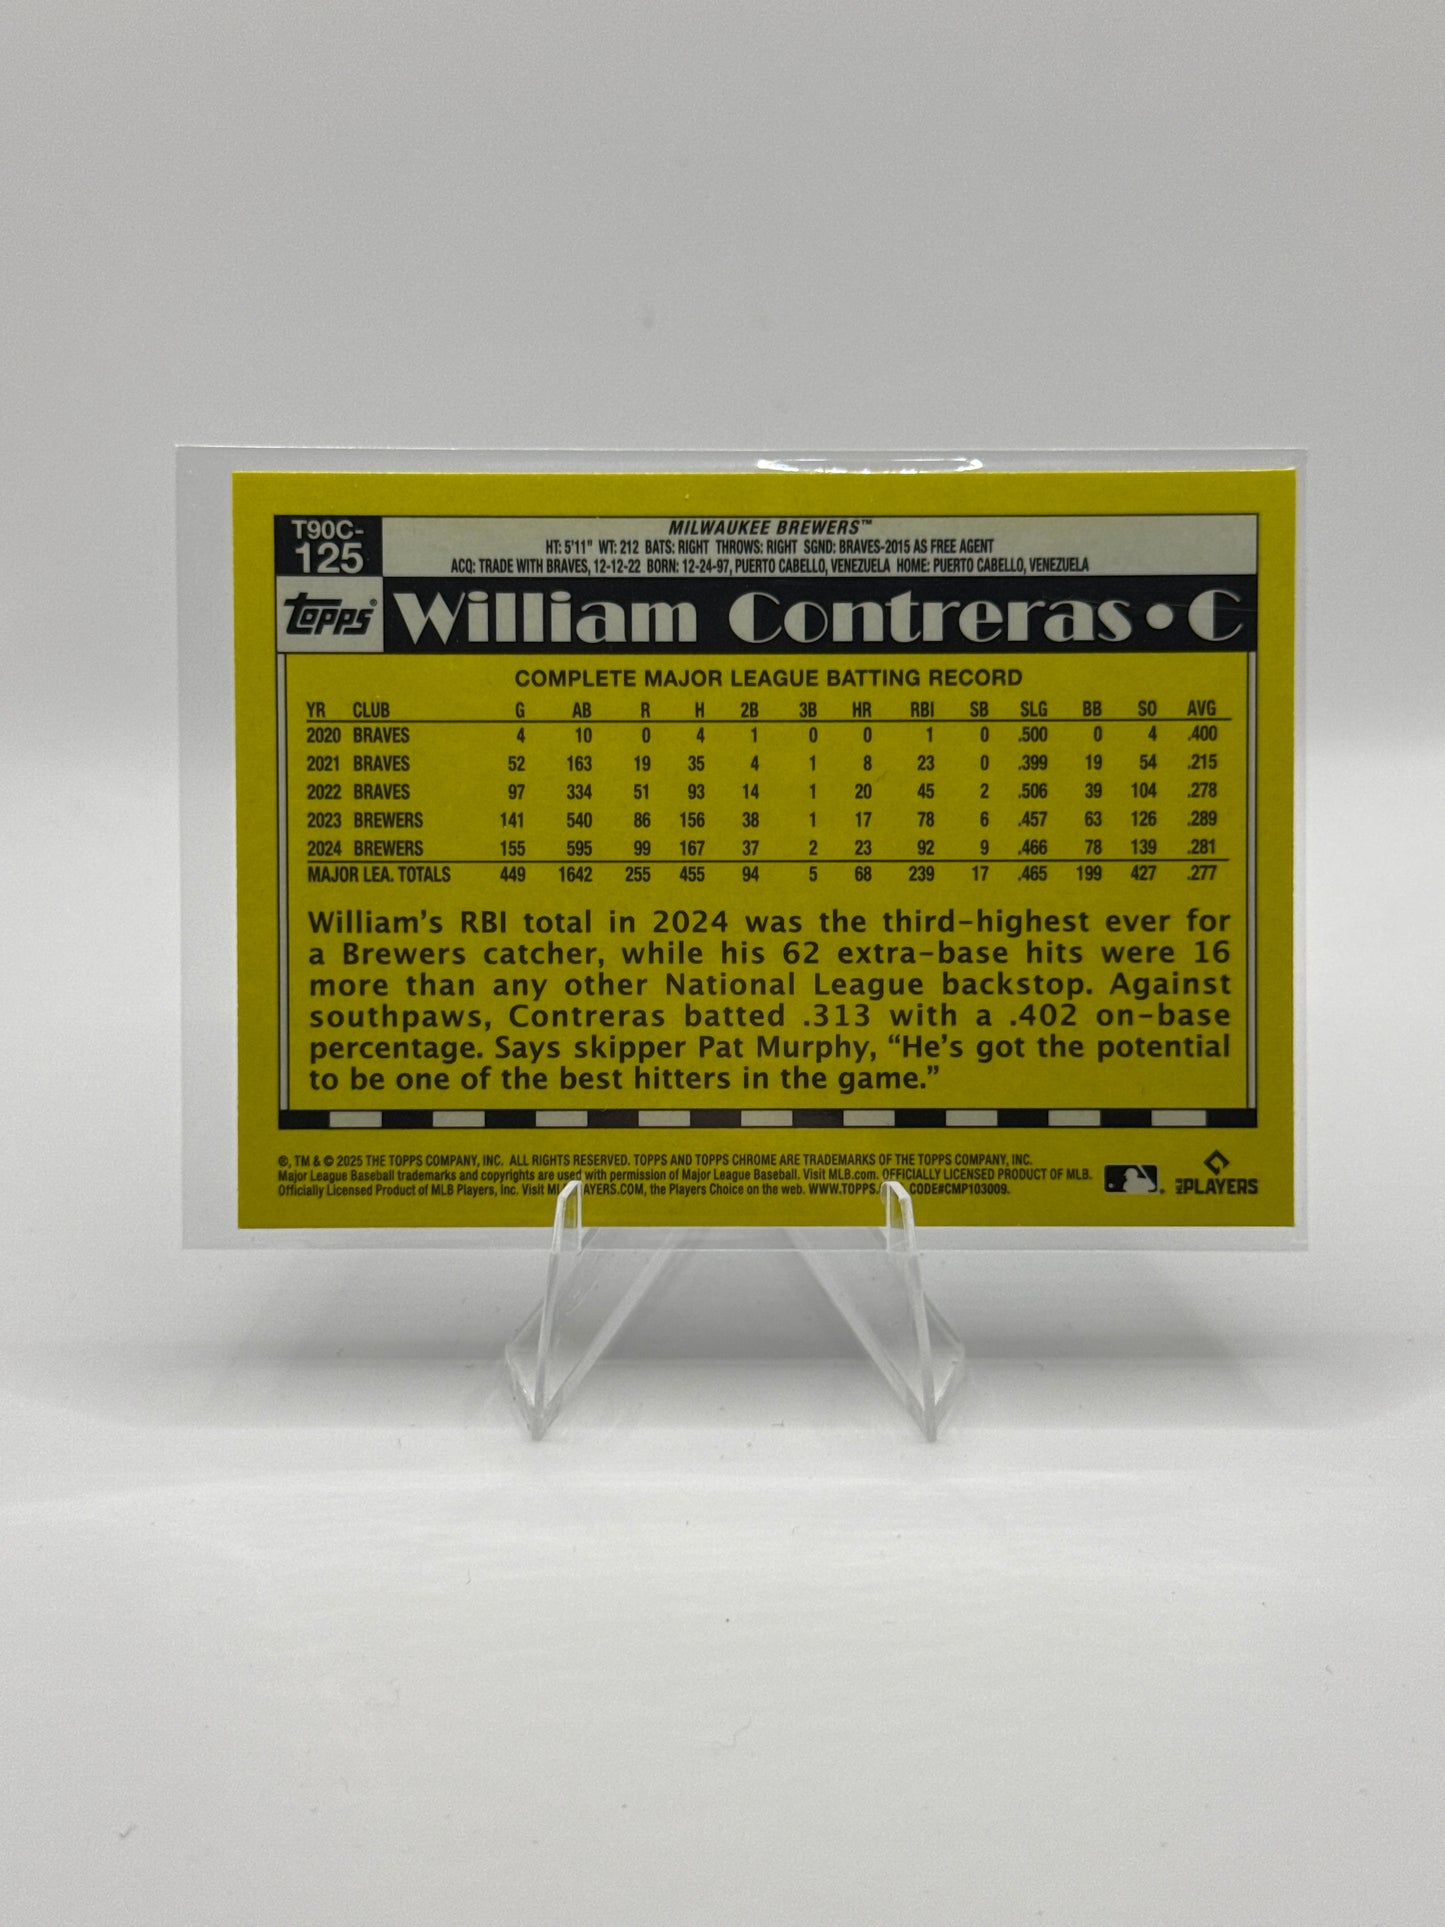 T90C-
125
MILWAUKEE BREWERS™
HT: 5'11" WT: 212 BATS: RIGHT THROWS: RIGHT SGND: BRAVES-2015 AS FREE AGENT
ACQ: TRADE WITH BRAVES, 12-12-22 BORN: 12-24-97, PUERTO CABELLO, VENEZUELA HOME: PUERTO CABELLO, VENEZUELA
TOPPS® William Contreras • C
COMPLETE MAJOR LEAGUE BATTING RECORD
YR CLUB G AB R H 2B 3B HR RBI SB SLG BB SO AVG
2020 BRAVES 4 10 0 4 1 0 0 1 0 .500 0 4 .400
2021 BRAVES 52 163 19 35 4 1 8 23 0 .399 19 54 .215
2022 BRAVES 97 334 51 93 14 1 20 45 2 .506 39 104 .278
2023 BREWERS 141 540 86 156 38 1 17 78 6 .457 63 126 .289
2024 BREWERS 155 595 99 167 37 2 23 92 9 .466 78 139 .281
MAJOR LEA. TOTALS 449 1642 255 455 94 5 68 239 17 .465 199 427 .277
William's RBI total in 2024 was the third-highest ever for
a Brewers catcher, while his 62 extra-base hits were 16
more than any other National League backstop. Against
southpaws, Contreras batted .313 with a .402 on-base
percentage. Says skipper Pat Murphy, “He's got the potential
to be one of the best hitters in the game.”
®, TM & © 2025 THE TOPPS COMPANY, INC. ALL RIGHTS RESERVED. TOPPS AND TOPPS CHROME ARE TRADEMARKS OF THE TOPPS COMPANY, INC.
Major League Baseball trademarks and copyrights are used with permission of Major League Baseball. Visit MLB.com. OFFICIALLY LICENSED PRODUCT OF MLB.
Officially Licensed Product of MLB Players, Inc. Visit AYERS.COM, the Players Choice on the web. WWW.TOPPS. CODE#CMP103009.
MLB PLAYERS